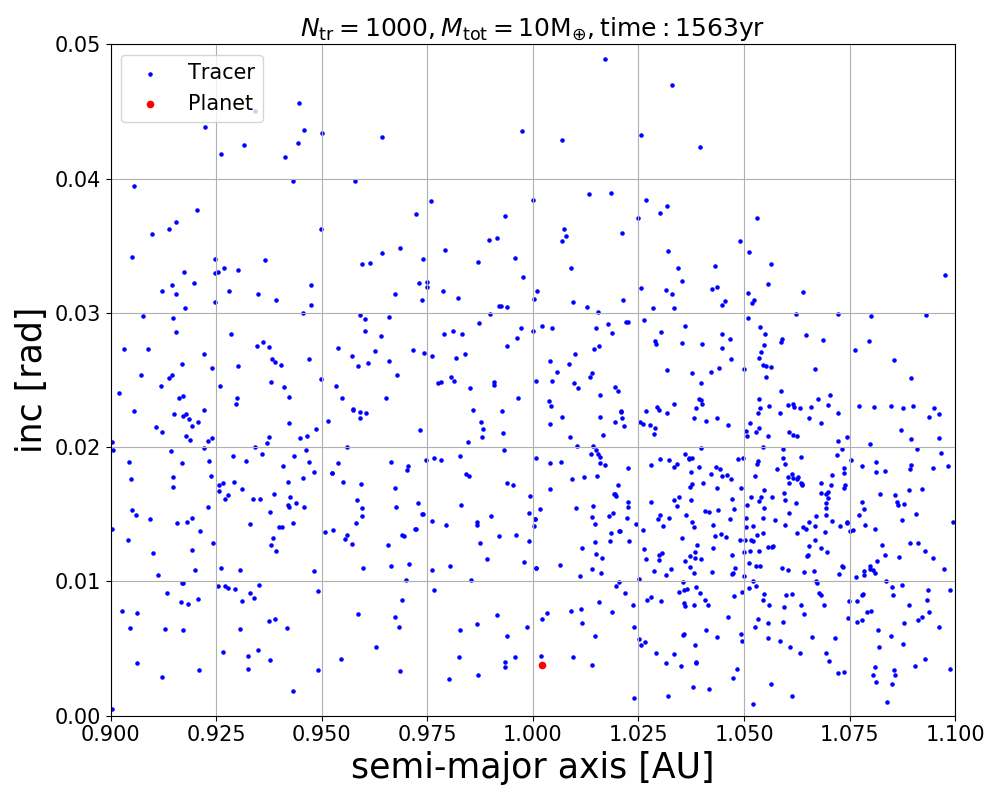 N_tr = 1000, M_tot = 10M_⊕, time : 1563yr
Tracer
Planet
0.05
0.04
0.03
0.02
0.01
0.00
inc [rad]
0.900 0.925 0.950 0.975 1.000 1.025 1.050 1.075 1.100
semi-major axis [AU]